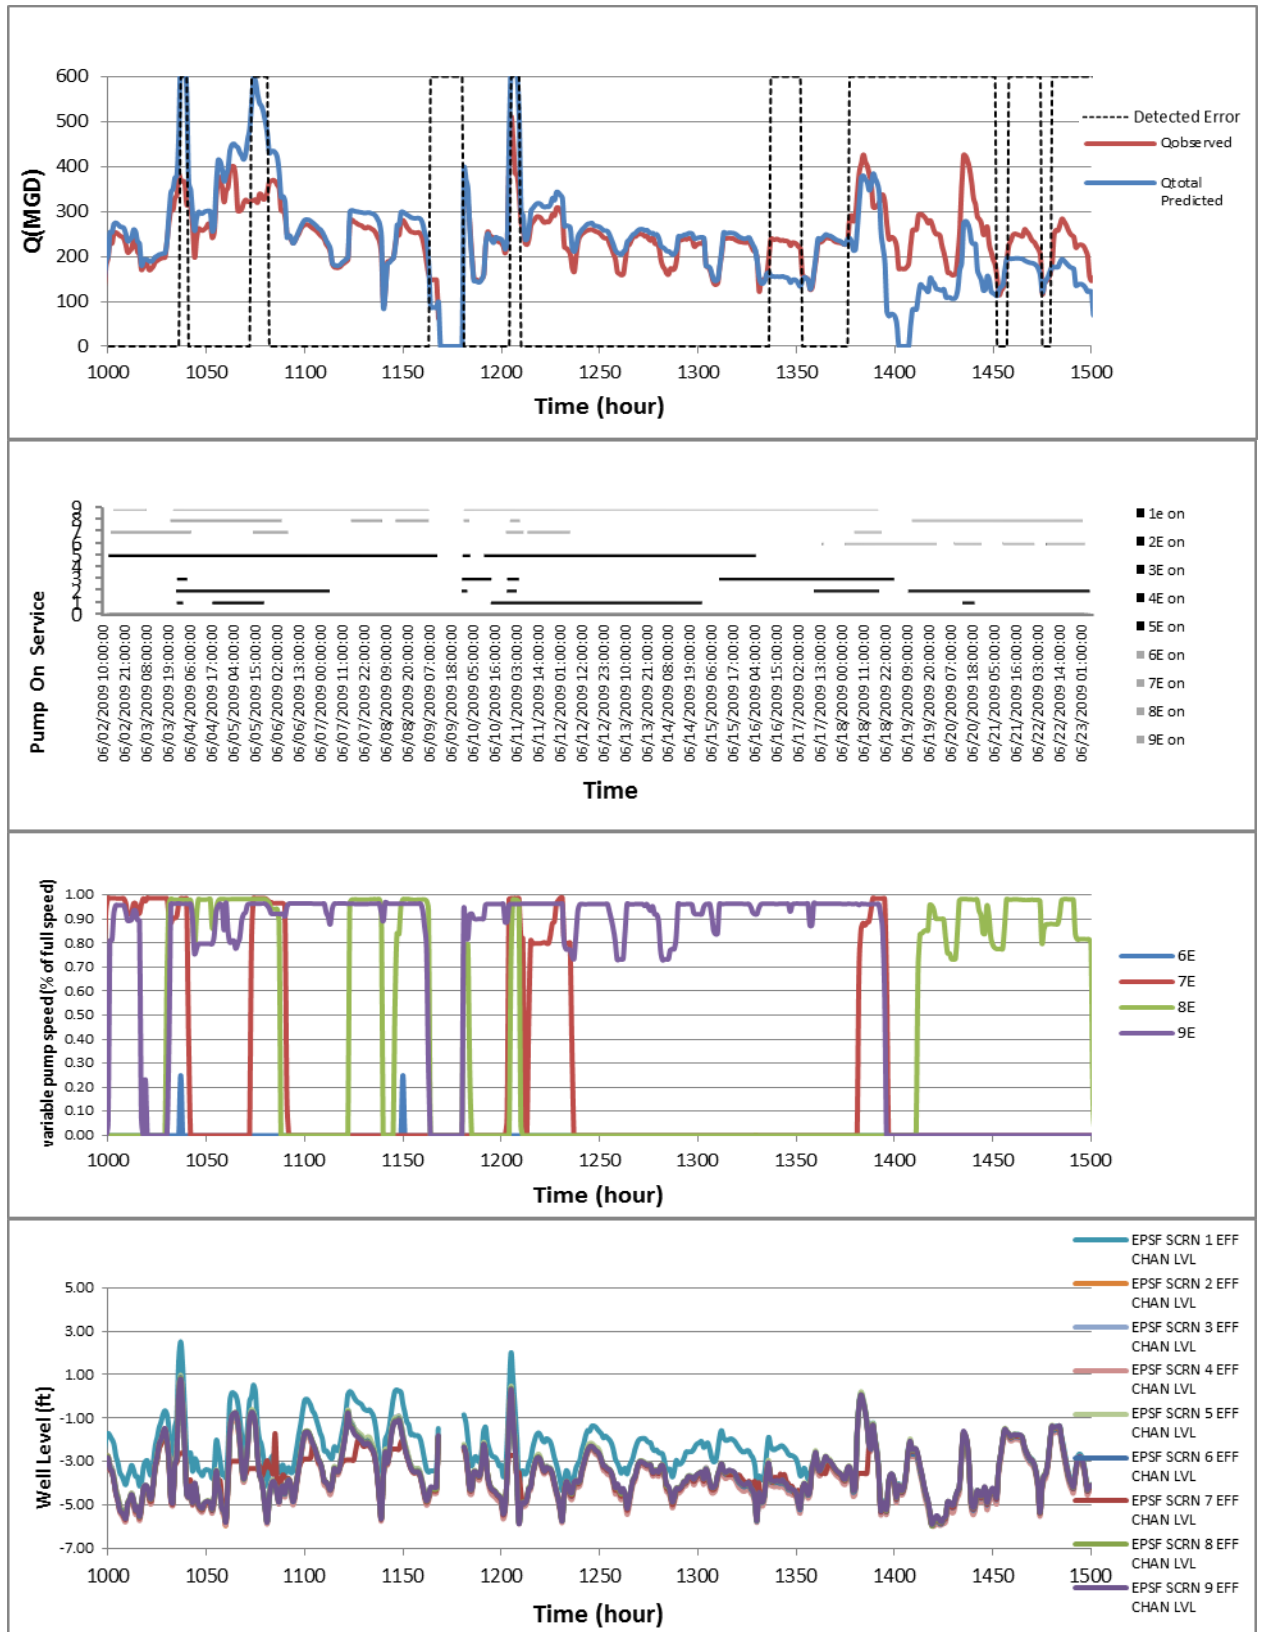 600
500
400
300
200
100
0
Q(MGD)
1000 1050 1100 1150 1200 1250 1300 1350 1400 1450 1500
Time (hour)
Detected Error
Qobserved
Qtotal
Predicted
9
8
7
6
5
4
3
2
1
0
Pump On Service
06/02/2009 10:00:00
06/02/2009 21:00:00
06/03/2009 08:00:00
06/03/2009 19:00:00
06/04/2009 06:00:00
06/04/2009 17:00:00
06/05/2009 04:00:00
06/05/2009 15:00:00
06/06/2009 02:00:00
06/06/2009 13:00:00
06/07/2009 00:00:00
06/07/2009 11:00:00
06/07/2009 22:00:00
06/08/2009 09:00:00
06/08/2009 20:00:00
06/09/2009 07:00:00
06/09/2009 18:00:00
06/10/2009 05:00:00
06/10/2009 16:00:00
06/11/2009 03:00:00
06/11/2009 14:00:00
06/12/2009 01:00:00
06/12/2009 12:00:00
06/12/2009 23:00:00
06/13/2009 10:00:00
06/13/2009 21:00:00
06/14/2009 08:00:00
06/14/2009 19:00:00
06/15/2009 06:00:00
06/15/2009 17:00:00
06/16/2009 04:00:00
06/16/2009 15:00:00
06/17/2009 02:00:00
06/17/2009 13:00:00
06/18/2009 00:00:00
06/18/2009 11:00:00
06/18/2009 22:00:00
06/19/2009 09:00:00
06/19/2009 20:00:00
06/20/2009 07:00:00
06/20/2009 18:00:00
06/21/2009 05:00:00
06/21/2009 16:00:00
06/22/2009 03:00:00
06/22/2009 14:00:00
06/23/2009 01:00:00
Time
1e on
2E on
3E on
4E on
5E on
6E on
7E on
8E on
9E on
variable pump speed(% of full speed)
1.00
0.90
0.80
0.70
0.60
0.50
0.40
0.30
0.20
0.10
0.00
1000 1050 1100 1150 1200 1250 1300 1350 1400 1450 1500
Time (hour)
6E
7E
8E
9E
Well Level (ft)
5.00
3.00
1.00
-1.00
-3.00
-5.00
-7.00
1000 1050 1100 1150 1200 1250 1300 1350 1400 1450 1500
Time (hour)
EPSF SCRN 1 EFF
CHAN LVL
EPSF SCRN 2 EFF
CHAN LVL
EPSF SCRN 3 EFF
CHAN LVL
EPSF SCRN 4 EFF
CHAN LVL
EPSF SCRN 5 EFF
CHAN LVL
EPSF SCRN 6 EFF
CHAN LVL
EPSF SCRN 7 EFF
CHAN LVL
EPSF SCRN 8 EFF
CHAN LVL
EPSF SCRN 9 EFF
CHAN LVL